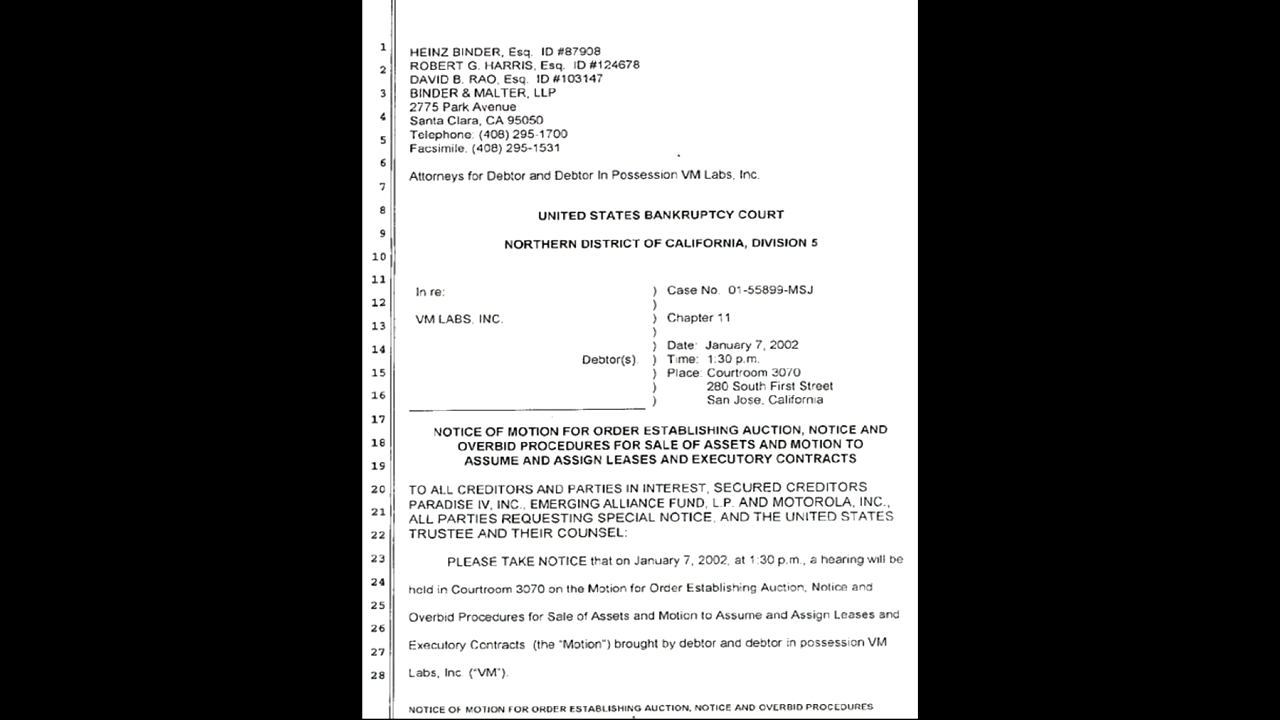 1 HEINZ BINDER, Esq. ID #87908
2 ROBERT G. HARRIS, Esq. ID #124678
DAVID B. RAO, Esq. ID #103147
3 BINDER & MALTER, LLP
2775 Park Avenue
4 Santa Clara, CA 95050
5 Telephone: (408) 295-1700
Facsimile: (408) 295-1531
6
7 Attorneys for Debtor and Debtor In Possession VM Labs, Inc.
8 UNITED STATES BANKRUPTCY COURT
9 NORTHERN DISTRICT OF CALIFORNIA, DIVISION 5
10
11 In re: ) Case No. 01-55899-MSJ
12 )
13 VM LABS, INC. ) Chapter 11
)
14 ) Date: January 7, 2002
Debtor(s). ) Time: 1:30 p.m.
15 ) Place: Courtroom 3070
) 280 South First Street
16 ) San Jose, California
17 NOTICE OF MOTION FOR ORDER ESTABLISHING AUCTION, NOTICE AND
18 OVERBID PROCEDURES FOR SALE OF ASSETS AND MOTION TO
19 ASSUME AND ASSIGN LEASES AND EXECUTORY CONTRACTS
20 TO ALL CREDITORS AND PARTIES IN INTEREST, SECURED CREDITORS
PARADISE IV, INC., EMERGING ALLIANCE FUND, L.P. AND MOTOROLA, INC.,
21 ALL PARTIES REQUESTING SPECIAL NOTICE, AND THE UNITED STATES
22 TRUSTEE AND THEIR COUNSEL:
23 PLEASE TAKE NOTICE that on January 7, 2002, at 1:30 p.m., a hearing will be
24 held in Courtroom 3070 on the Motion for Order Establishing Auction, Notice and
25 Overbid Procedures for Sale of Assets and Motion to Assume and Assign Leases and
26 Executory Contracts (the "Motion") brought by debtor and debtor in possession VM
27
28 Labs, Inc. ("VM").
NOTICE OF MOTION FOR ORDER ESTABLISHING AUCTION, NOTICE AND OVERBID PROCEDURES